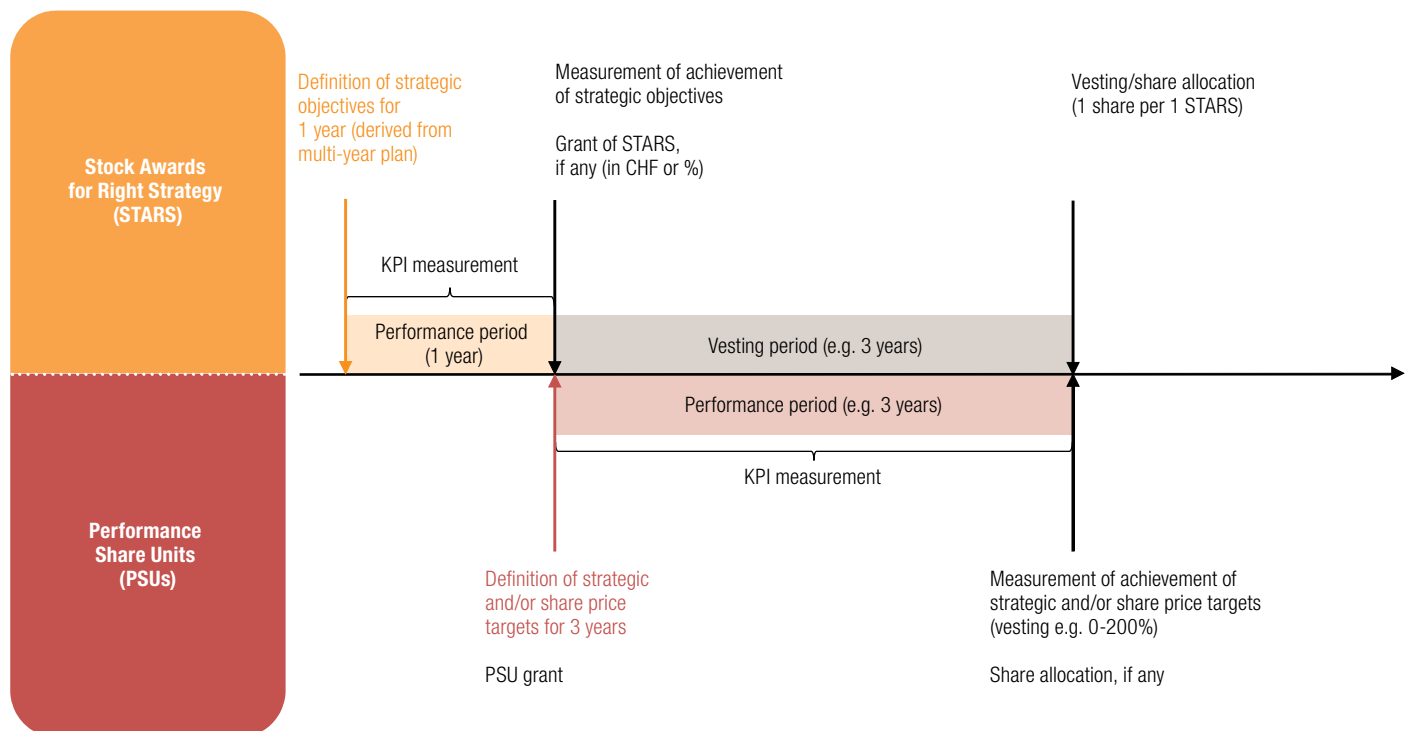 Stock Awards
for Right Strategy
(STARS)
Definition of strategic
objectives for
1 year (derived from
multi-year plan)
Measurement of achievement
of strategic objectives
Grant of STARS,
if any (in CHF or %)
Vesting/share allocation
(1 share per 1 STARS)
KPI measurement
Performance period
(1 year)
Vesting period (e.g. 3 years)
Performance period (e.g. 3 years)
KPI measurement
Performance
Share Units
(PSUs)
Definition of strategic
and/or share price
targets for 3 years
PSU grant
Measurement of achievement of
strategic and/or share price targets
(vesting e.g. 0-200%)
Share allocation, if any